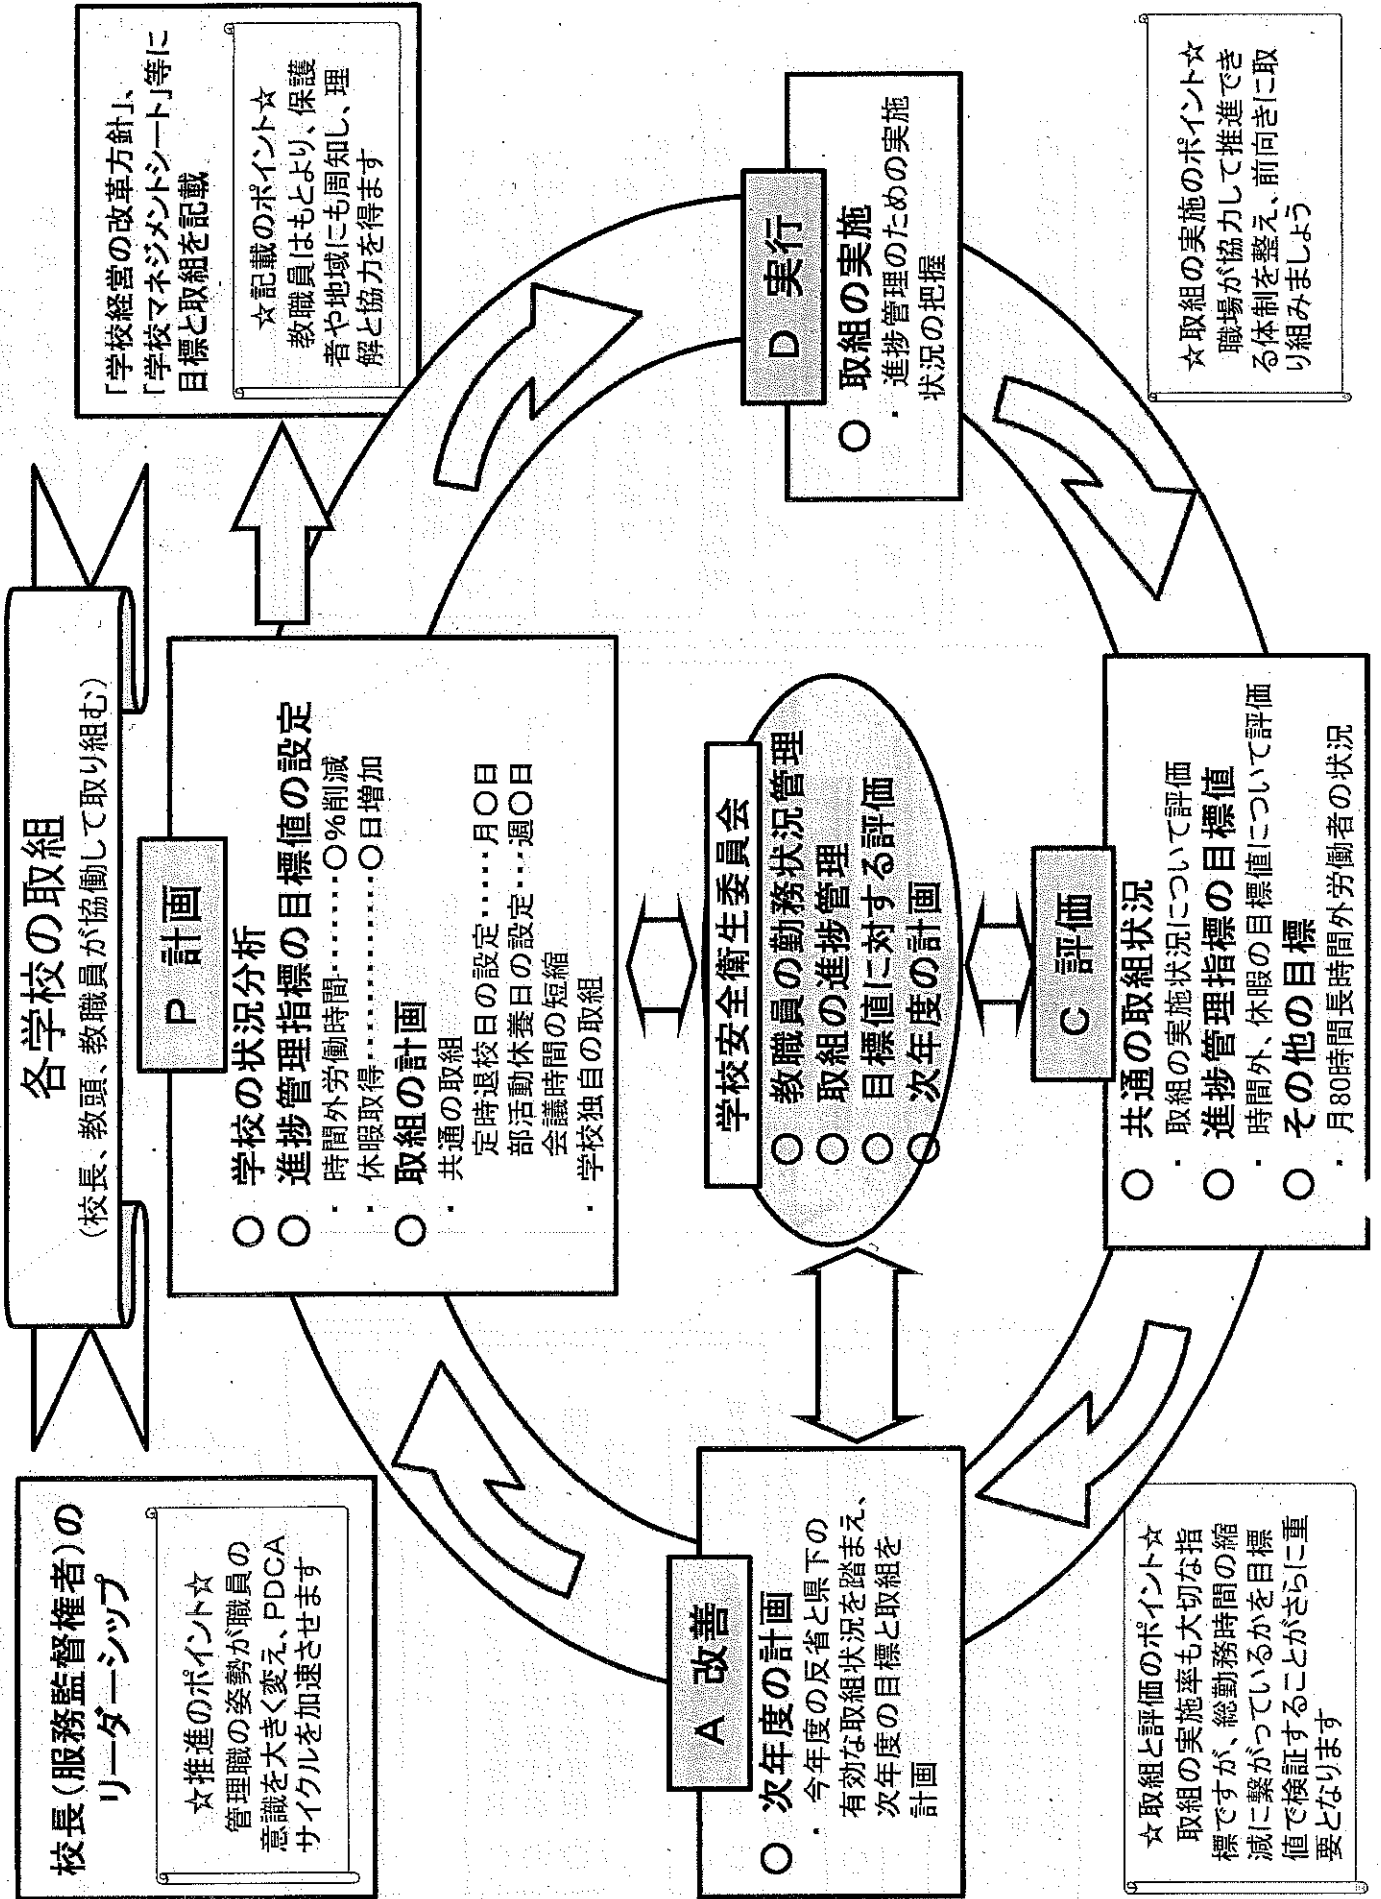 各学校の取組
(校長、教頭、教職員が協働して取り組む)
校長(服務監督権者)の
リーダーシップ
☆推進のポイント☆
管理職の姿勢が職員の
意識を大きく変え、PDCA
サイクルを加速させます
P 計画
○ 学校の状況分析
○ 進捗管理指標の目標値の設定
・ 時間外労働時間・・・・・・・・○%削減
・ 休暇取得・・・・・・・・・・・・○日増加
○ 取組の計画
・ 共通の取組
定時退校日の設定・・・・・月○日
部活動休養日の設定・・・週○日
会議時間の短縮
・ 学校独自の取組
「学校経営の改革方針」、
「学校マネジメントシート」等に
目標と取組を記載
☆記載のポイント☆
教職員はもとより、保護
者や地域にも周知し、理
解と協力を得ます
D 実行
○ 取組の実施
・ 進捗管理のための実施
状況の把握
☆取組の実施のポイント☆
職場が協力して推進でき
る体制を整え、前向きに取
り組みましょう
学校安全衛生委員会
○ 教職員の勤務状況管理
○ 取組の進捗管理
○ 目標値に対する評価
○ 次年度の計画
C 評価
○ 共通の取組状況
・ 取組の実施状況について評価
○ 進捗管理指標の目標値
・ 時間外、休暇の目標値について評価
○ その他の目標
・ 月80時間長時間外労働者の状況
A 改善
○ 次年度の計画
・ 今年度の反省と県下の
有効な取組状況を踏まえ、
次年度の目標と取組を
計画
☆取組と評価のポイント☆
取組の実施率も大切な指
標ですが、総勤務時間の縮
減に繋がっているかを目標
値で検証することがさらに重
要となります